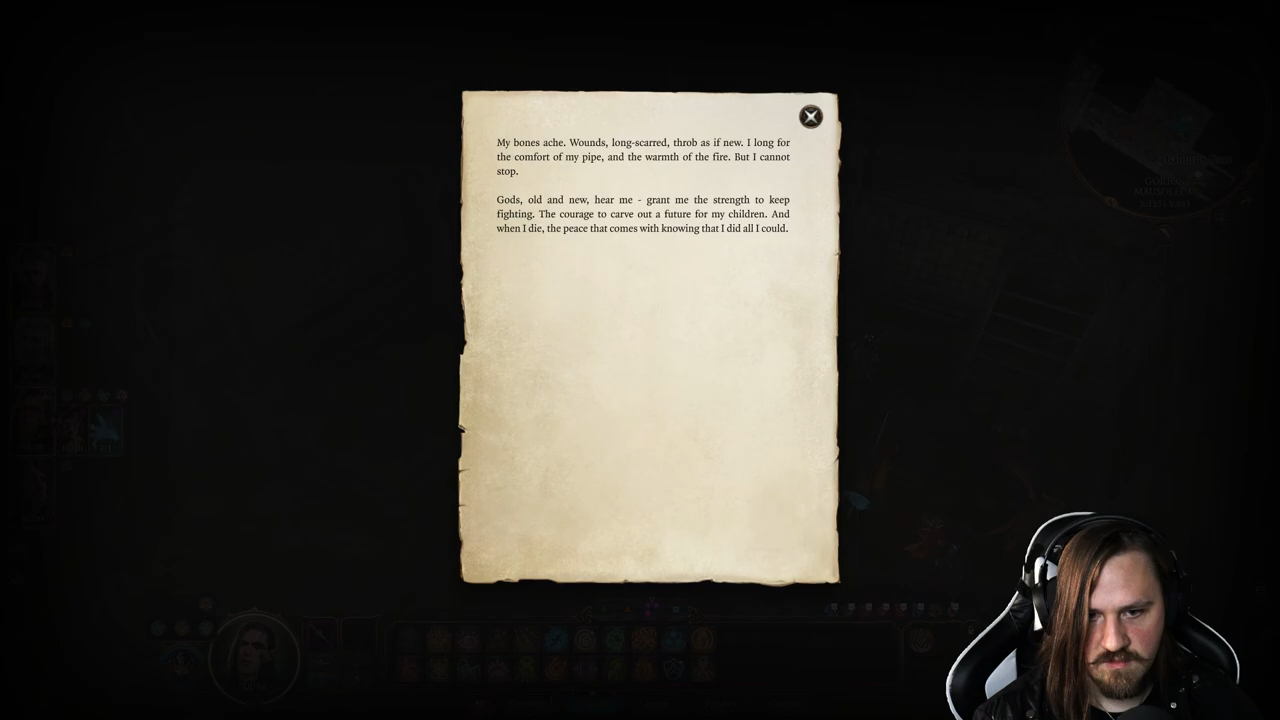 My bones ache. Wounds, long-scarred, throb as if new. I long for
the comfort of my pipe, and the warmth of the fire. But I cannot
stop.
Gods, old and new, hear me - grant me the strength to keep
fighting. The courage to carve out a future for my children. And
when I die, the peace that comes with knowing that I did all I could.